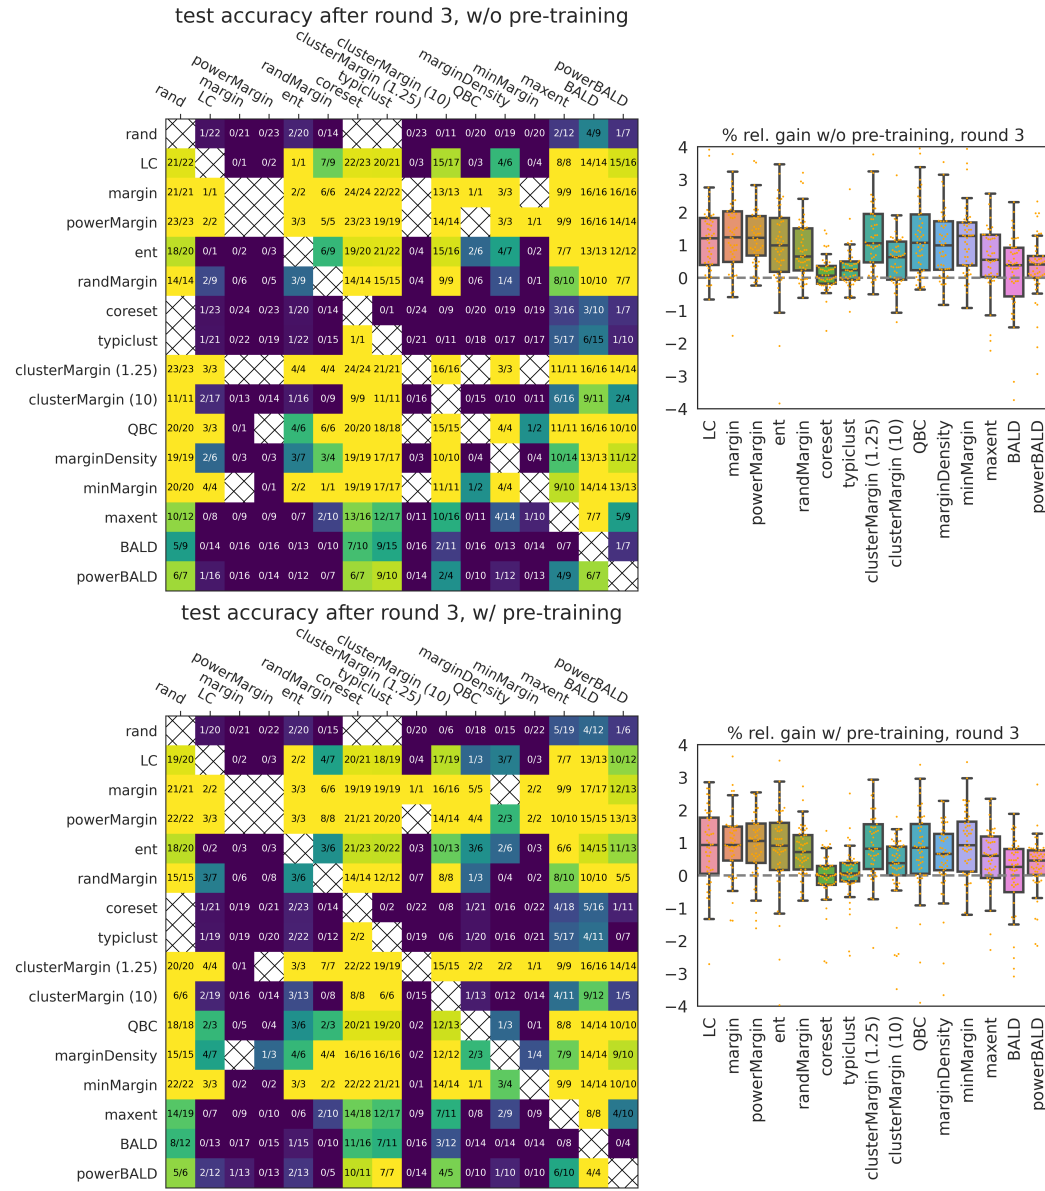 test accuracy after round 3, w/o pre-training
rand
LC
margin
powerMargin
ent
randMargin
coreset
typiclust
clusterMargin (1.25)
clusterMargin (10)
QBC
marginDensity
minMargin
maxent
BALD
powerBALD
rand 1/22 0/21 0/23 2/20 0/14 0/23 0/11 0/20 0/19 0/20 2/12 4/9 1/7
LC 21/22 0/1 0/2 1/1 7/9 22/23 20/21 0/3 15/17 0/3 4/6 0/4 8/8 14/14 15/16
margin 21/21 1/1 2/2 6/6 24/24 22/22 13/13 1/1 3/3 9/9 16/16 16/16
powerMargin 23/23 2/2 3/3 5/5 23/23 19/19 14/14 3/3 1/1 9/9 16/16 14/14
ent 18/20 0/1 0/2 0/3 6/9 19/20 21/22 0/4 15/16 2/6 4/7 0/2 7/7 13/13 12/12
randMargin 14/14 2/9 0/6 0/5 3/9 14/14 15/15 0/4 9/9 0/6 1/4 0/1 8/10 10/10 7/7
coreset 1/23 0/24 0/23 1/20 0/14 0/1 0/24 0/9 0/20 0/19 0/19 3/16 3/10 1/7
typiclust 1/21 0/22 0/19 1/22 0/15 1/1 0/21 0/11 0/18 0/17 0/17 5/17 6/15 1/10
clusterMargin (1.25) 23/23 3/3 4/4 4/4 24/24 21/21 16/16 3/3 11/11 16/16 14/14
clusterMargin (10) 11/11 2/17 0/13 0/14 1/16 0/9 9/9 11/11 0/16 0/15 0/10 0/11 6/16 9/11 2/4
QBC 20/20 3/3 0/1 4/6 6/6 20/20 18/18 15/15 4/4 1/2 11/11 16/16 10/10
marginDensity 19/19 2/6 0/3 0/3 3/7 3/4 19/19 17/17 0/3 10/10 0/4 0/4 10/14 13/13 11/12
minMargin 20/20 4/4 0/1 2/2 1/1 19/19 17/17 11/11 1/2 4/4 9/10 14/14 13/13
maxent 10/12 0/8 0/9 0/9 0/7 2/10 13/16 12/17 0/11 10/16 0/11 4/14 1/10 7/7 5/9
BALD 5/9 0/14 0/16 0/16 0/13 0/10 7/10 9/15 0/16 2/11 0/16 0/13 0/14 0/7 1/7
powerBALD 6/7 1/16 0/16 0/14 0/12 0/7 6/7 9/10 0/14 2/4 0/10 1/12 0/13 4/9 6/7
% rel. gain w/o pre-training, round 3
4
3
2
1
0
−1
−2
−3
−4
LC
margin
powerMargin
ent
randMargin
coreset
typiclust
clusterMargin (1.25)
clusterMargin (10)
QBC
marginDensity
minMargin
maxent
BALD
powerBALD
test accuracy after round 3, w/ pre-training
rand
LC
margin
powerMargin
ent
randMargin
coreset
typiclust
clusterMargin (1.25)
clusterMargin (10)
QBC
marginDensity
minMargin
maxent
BALD
powerBALD
rand 1/20 0/21 0/22 2/20 0/15 0/20 0/6 0/18 0/15 0/22 5/19 4/12 1/6
LC 19/20 0/2 0/3 2/2 4/7 20/21 18/19 0/4 17/19 1/3 3/7 0/3 7/7 13/13 10/12
margin 21/21 2/2 3/3 6/6 19/19 19/19 1/1 16/16 5/5 2/2 9/9 17/17 12/13
powerMargin 22/22 3/3 3/3 8/8 21/21 20/20 14/14 4/4 2/3 2/2 10/10 15/15 13/13
ent 18/20 0/2 0/3 0/3 3/6 21/23 20/22 0/3 10/13 3/6 2/6 0/3 6/6 14/15 11/13
randMargin 15/15 3/7 0/6 0/8 3/6 14/14 12/12 0/7 8/8 1/3 0/4 0/2 8/10 10/10 5/5
coreset 1/21 0/19 0/21 2/23 0/14 0/2 0/22 0/8 1/21 0/16 0/22 4/18 5/16 1/11
typiclust 1/19 0/19 0/20 2/22 0/12 2/2 0/19 0/6 1/20 0/16 0/21 5/17 4/11 0/7
clusterMargin (1.25) 20/20 4/4 0/1 3/3 7/7 22/22 19/19 15/15 2/2 2/2 1/1 9/9 16/16 14/14
clusterMargin (10) 6/6 2/19 0/16 0/14 3/13 0/8 8/8 6/6 0/15 1/13 0/12 0/14 4/11 9/12 1/5
QBC 18/18 2/3 0/5 0/4 3/6 2/3 20/21 19/20 0/2 12/13 1/3 0/1 8/8 14/14 10/10
marginDensity 15/15 4/7 1/3 4/6 4/4 16/16 16/16 0/2 12/12 2/3 1/4 7/9 14/14 9/10
minMargin 22/22 3/3 0/2 0/2 3/3 2/2 22/22 21/21 0/1 14/14 1/1 3/4 9/9 14/14 10/10
maxent 14/19 0/7 0/9 0/10 0/6 2/10 14/18 12/17 0/9 7/11 0/8 2/9 0/9 8/8 4/10
BALD 8/12 0/13 0/17 0/15 1/15 0/10 11/16 7/11 0/16 3/12 0/14 0/14 0/14 0/8 0/4
powerBALD 5/6 2/12 1/13 0/13 2/13 0/5 10/11 7/7 0/14 4/5 0/10 1/10 0/10 6/10 4/4
% rel. gain w/ pre-training, round 3
4
3
2
1
0
−1
−2
−3
−4
LC
margin
powerMargin
ent
randMargin
coreset
typiclust
clusterMargin (1.25)
clusterMargin (10)
QBC
marginDensity
minMargin
maxent
BALD
powerBALD